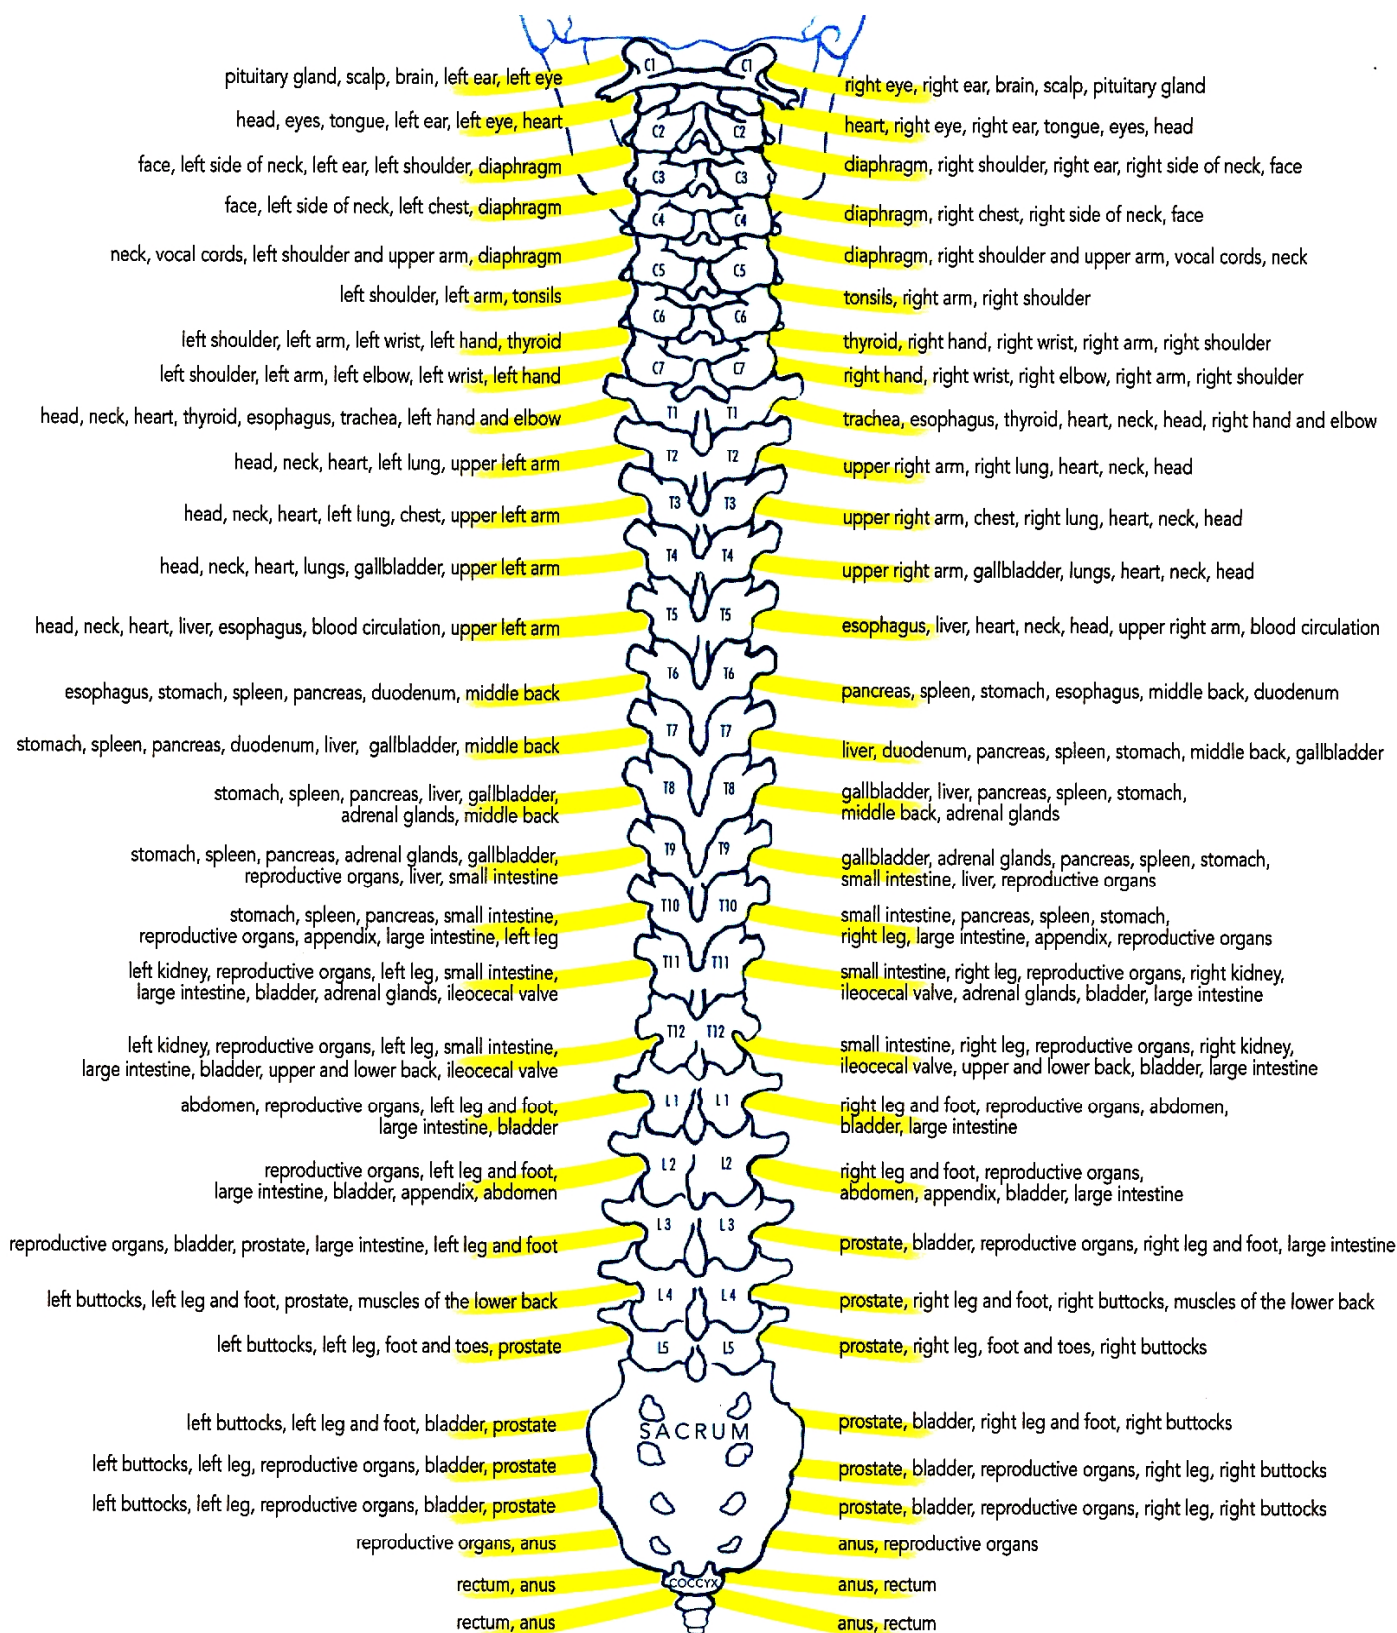 pituitary gland, scalp, brain, left ear, left eye
C1 C1
right eye, right ear, brain, scalp, pituitary gland
head, eyes, tongue, left ear, left eye, heart
C2 C2
heart, right eye, right ear, tongue, eyes, head
face, left side of neck, left ear, left shoulder, diaphragm
C3 C3
diaphragm, right shoulder, right ear, right side of neck, face
face, left side of neck, left chest, diaphragm
C4 C4
diaphragm, right chest, right side of neck, face
neck, vocal cords, left shoulder and upper arm, diaphragm
C5 C5
diaphragm, right shoulder and upper arm, vocal cords, neck
left shoulder, left arm, tonsils
C6 C6
tonsils, right arm, right shoulder
left shoulder, left arm, left wrist, left hand, thyroid
thyroid, right hand, right wrist, right arm, right shoulder
left shoulder, left arm, left elbow, left wrist, left hand
C7 C7
right hand, right wrist, right elbow, right arm, right shoulder
head, neck, heart, thyroid, esophagus, trachea, left hand and elbow
T1 T1
trachea, esophagus, thyroid, heart, neck, head, right hand and elbow
head, neck, heart, left lung, upper left arm
T2 T2
upper right arm, right lung, heart, neck, head
head, neck, heart, left lung, chest, upper left arm
T3 T3
upper right arm, chest, right lung, heart, neck, head
head, neck, heart, lungs, gallbladder, upper left arm
T4 T4
upper right arm, gallbladder, lungs, heart, neck, head
head, neck, heart, liver, esophagus, blood circulation, upper left arm
T5 T5
esophagus, liver, heart, neck, head, upper right arm, blood circulation
esophagus, stomach, spleen, pancreas, duodenum, middle back
T6 T6
pancreas, spleen, stomach, esophagus, middle back, duodenum
stomach, spleen, pancreas, duodenum, liver, gallbladder, middle back
T7 T7
liver, duodenum, pancreas, spleen, stomach, middle back, gallbladder
stomach, spleen, pancreas, liver, gallbladder,
adrenal glands, middle back
T8 T8
gallbladder, liver, pancreas, spleen, stomach,
middle back, adrenal glands
stomach, spleen, pancreas, adrenal glands, gallbladder,
reproductive organs, liver, small intestine
T9 T9
gallbladder, adrenal glands, pancreas, spleen, stomach,
small intestine, liver, reproductive organs
stomach, spleen, pancreas, small intestine,
reproductive organs, appendix, large intestine, left leg
T10 T10
small intestine, pancreas, spleen, stomach,
right leg, large intestine, appendix, reproductive organs
left kidney, reproductive organs, left leg, small intestine,
large intestine, bladder, adrenal glands, ileocecal valve
T11 T11
small intestine, right leg, reproductive organs, right kidney,
ileocecal valve, adrenal glands, bladder, large intestine
left kidney, reproductive organs, left leg, small intestine,
large intestine, bladder, upper and lower back, ileocecal valve
T12 T12
small intestine, right leg, reproductive organs, right kidney,
ileocecal valve, upper and lower back, bladder, large intestine
abdomen, reproductive organs, left leg and foot,
large intestine, bladder
L1 L1
right leg and foot, reproductive organs, abdomen,
bladder, large intestine
reproductive organs, left leg and foot,
large intestine, bladder, appendix, abdomen
L2 L2
right leg and foot, reproductive organs,
abdomen, appendix, bladder, large intestine
reproductive organs, bladder, prostate, large intestine, left leg and foot
L3 L3
prostate, bladder, reproductive organs, right leg and foot, large intestine
left buttocks, left leg and foot, prostate, muscles of the lower back
L4 L4
prostate, right leg and foot, right buttocks, muscles of the lower back
left buttocks, left leg, foot and toes, prostate
L5 L5
prostate, right leg, foot and toes, right buttocks
left buttocks, left leg and foot, bladder, prostate
SACRUM
prostate, bladder, right leg and foot, right buttocks
left buttocks, left leg, reproductive organs, bladder, prostate
prostate, bladder, reproductive organs, right leg, right buttocks
left buttocks, left leg, reproductive organs, bladder, prostate
prostate, bladder, reproductive organs, right leg, right buttocks
reproductive organs, anus
anus, reproductive organs
rectum, anus
COCCYX
anus, rectum
rectum, anus
anus, rectum